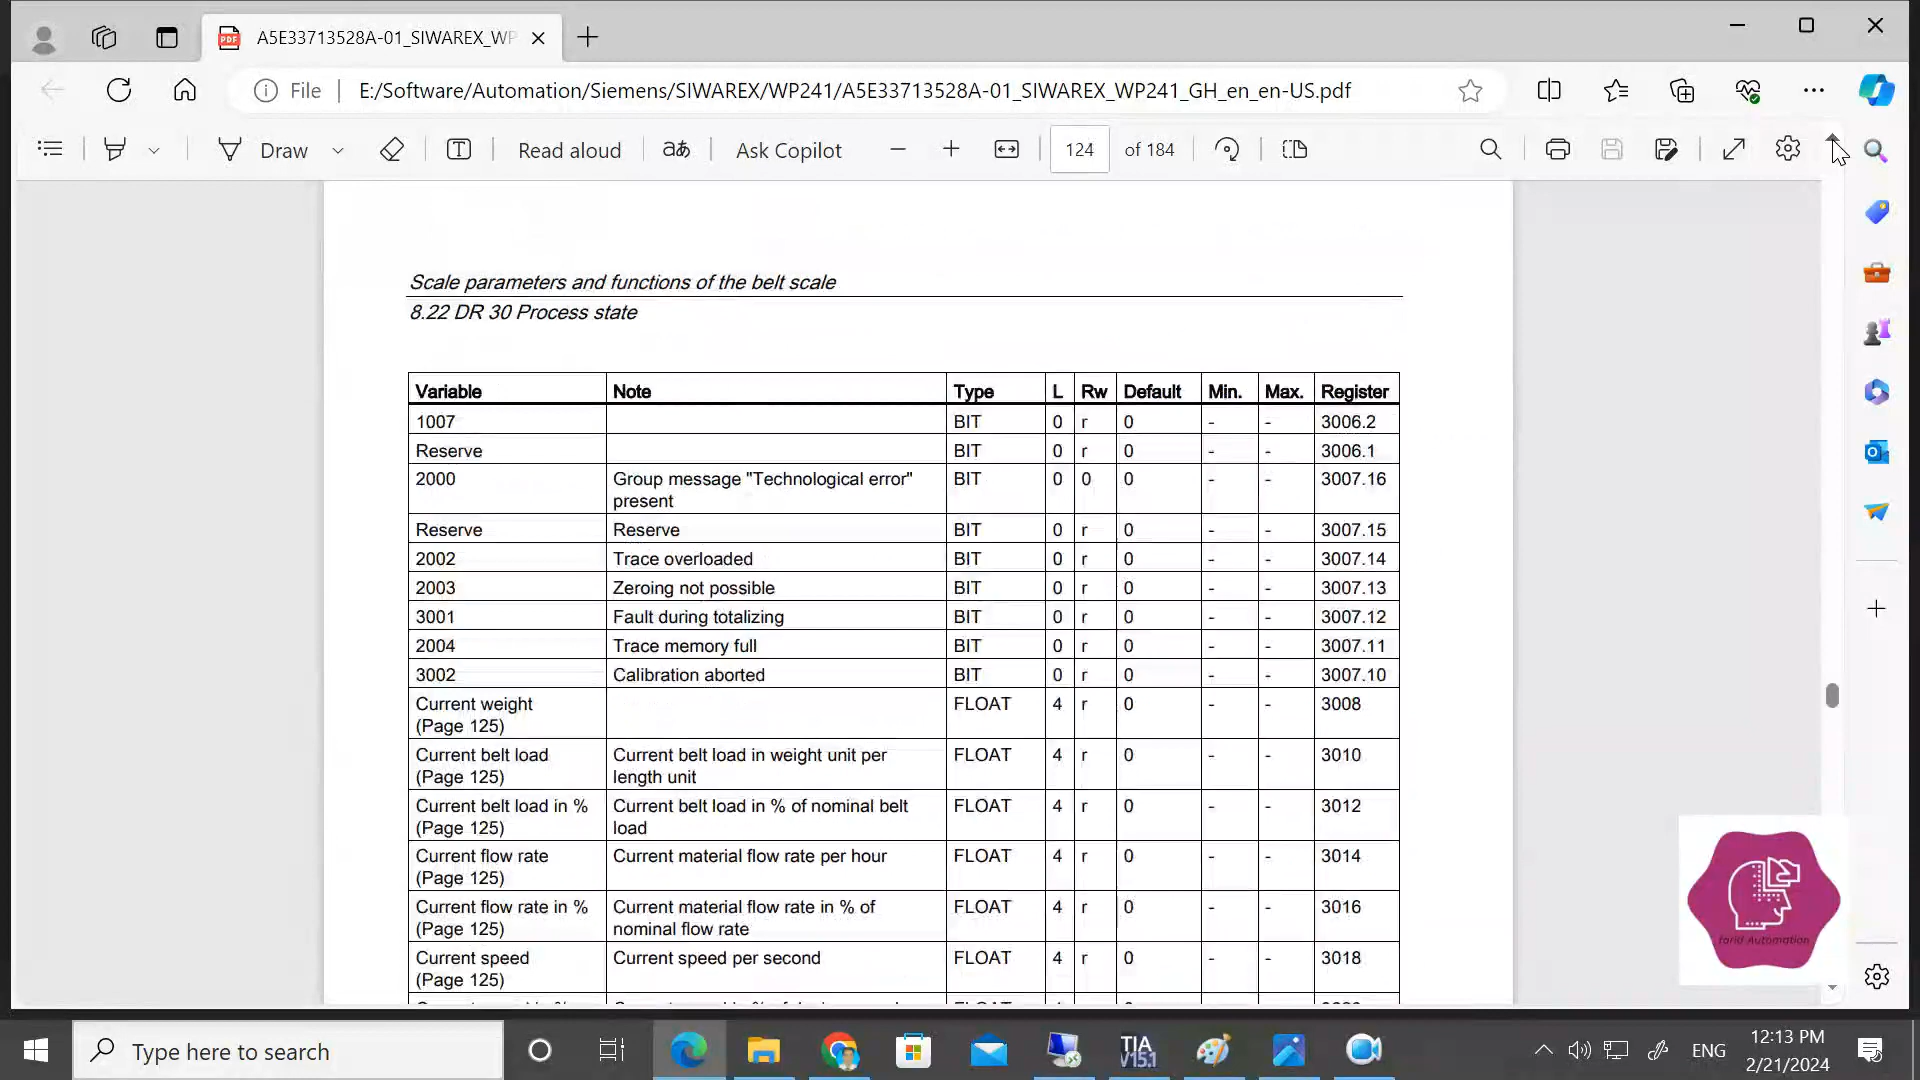 A5E33713528A-01_SIWAREX_WP
File
E:/Software/Automation/Siemens/SIWAREX/WP241/A5E33713528A-01_SIWAREX_WP241_GH_en_en-US.pdf
Draw
Read aloud
aあ
Ask Copilot
124 of 184
Scale parameters and functions of the belt scale
8.22 DR 30 Process state
Variable Note Type L Rw Default Min. Max. Register
1007 BIT 0 r 0 - - 3006.2
Reserve BIT 0 r 0 - - 3006.1
2000 Group message "Technological error" BIT 0 0 0 - - 3007.16
present
Reserve Reserve BIT 0 r 0 - - 3007.15
2002 Trace overloaded BIT 0 r 0 - - 3007.14
2003 Zeroing not possible BIT 0 r 0 - - 3007.13
3001 Fault during totalizing BIT 0 r 0 - - 3007.12
2004 Trace memory full BIT 0 r 0 - - 3007.11
3002 Calibration aborted BIT 0 r 0 - - 3007.10
Current weight FLOAT 4 r 0 - - 3008
(Page 125)
Current belt load Current belt load in weight unit per FLOAT 4 r 0 - - 3010
(Page 125) length unit
Current belt load in % Current belt load in % of nominal belt FLOAT 4 r 0 - - 3012
(Page 125) load
Current flow rate Current material flow rate per hour FLOAT 4 r 0 - - 3014
(Page 125)
Current flow rate in % Current material flow rate in % of FLOAT 4 r 0 - - 3016
(Page 125) nominal flow rate
Current speed Current speed per second FLOAT 4 r 0 - - 3018
(Page 125)
farid Automation
Type here to search
TIA
V15.1
ENG
12:13 PM
2/21/2024